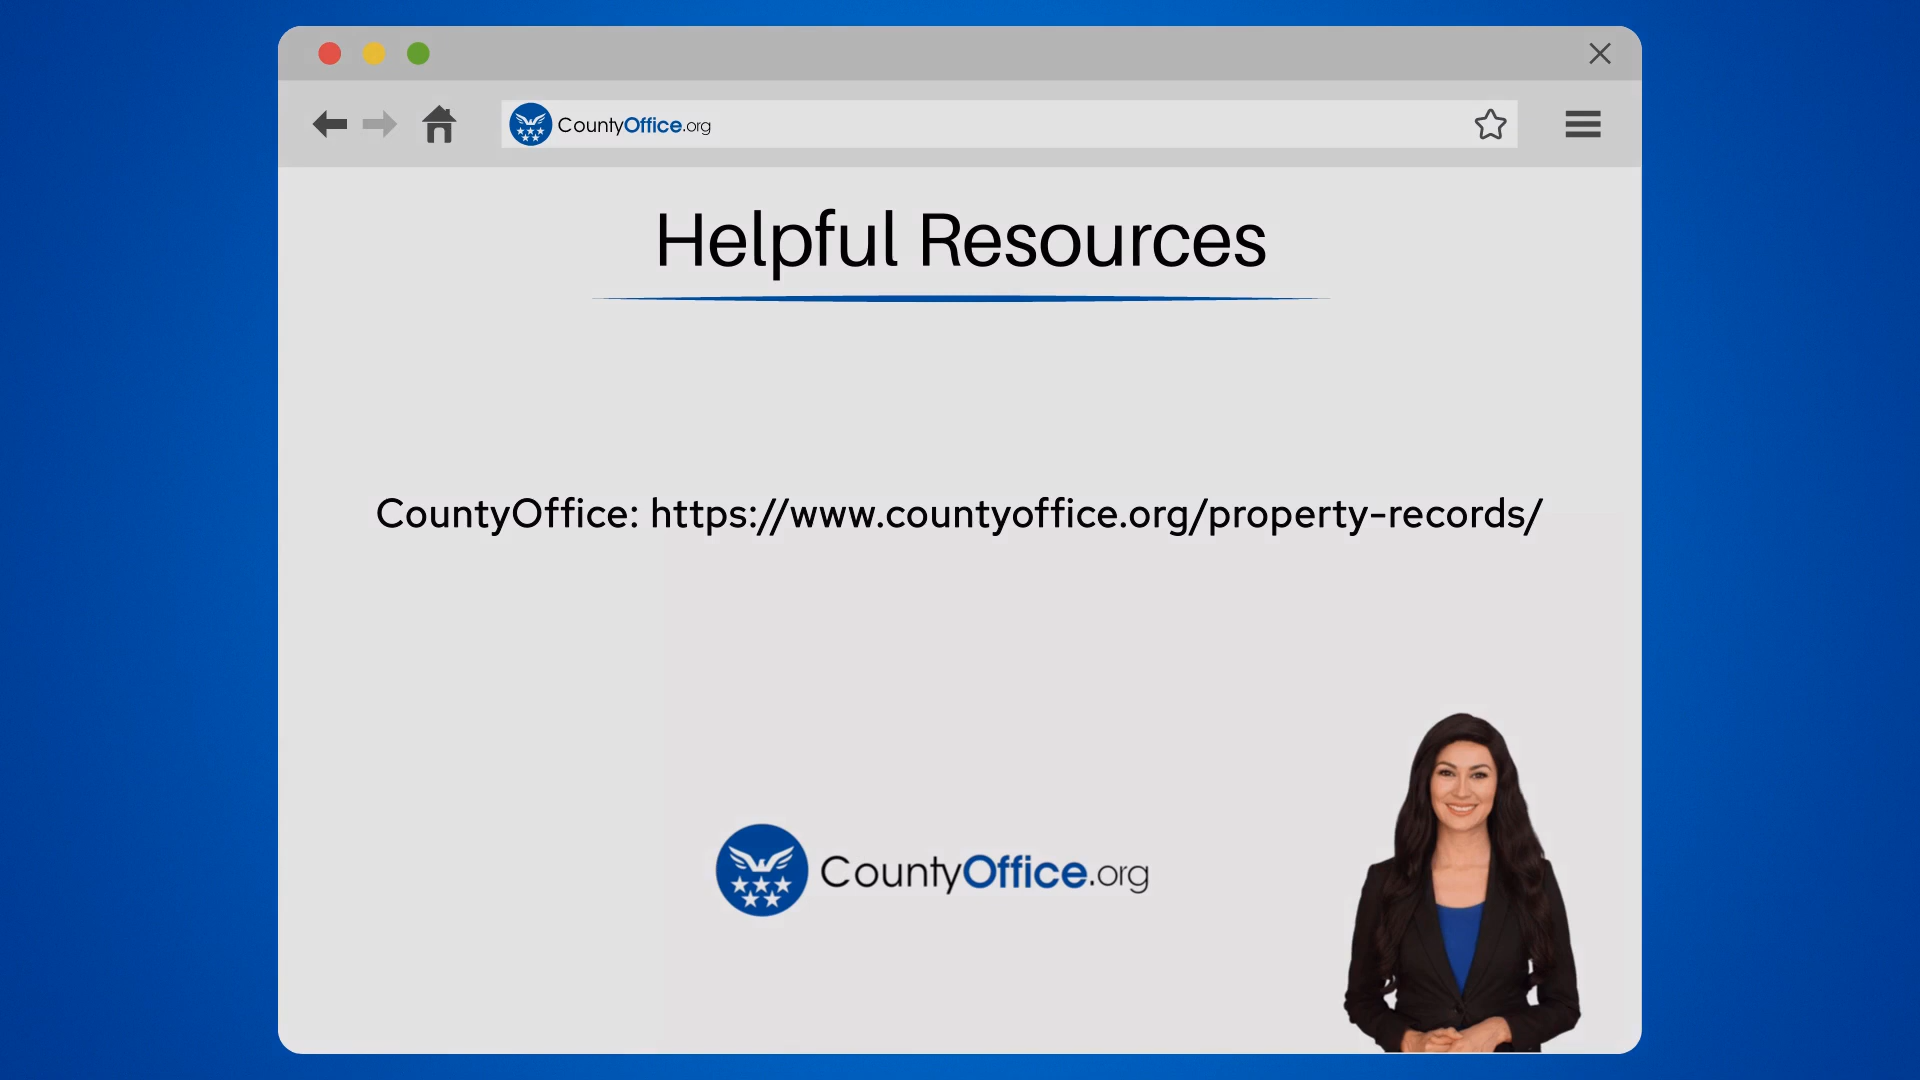 CountyOffice.org
Helpful Resources
CountyOffice: https://www.countyoffice.org/property-records/
CountyOffice.org